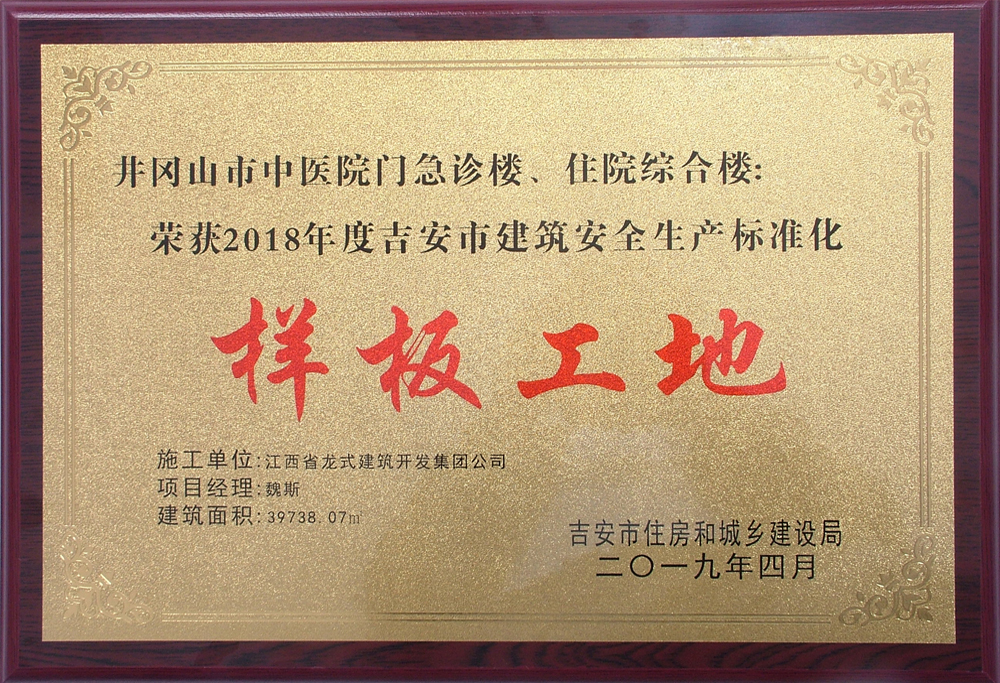 井冈山市中医院门急诊楼、住院综合楼:
荣获2018年度吉安市建筑安全生产标准化
样板工地
施工单位:江西省龙式建筑开发集团公司
项目经理:魏斯
建筑面积:39738.07㎡
吉安市住房和城乡建设局
二〇一九年四月